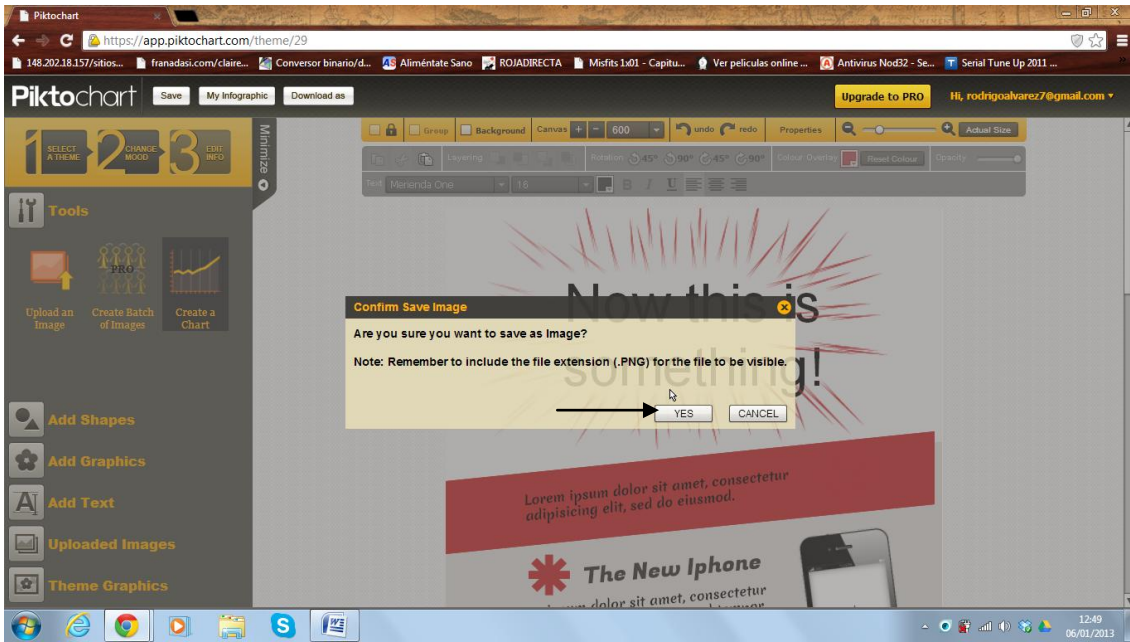 Piktochart
https://app.piktochart.com/theme/29
148.202.18.157/sitios... franadasi.com/claire... Conversor binario/d... Aliméntate Sano ROJADIRECTA Misfits 1x01 - Capitu... Ver peliculas online ... Antivirus Nod32 - Se... Serial Tune Up 2011 ...
Piktochart Save My Infographic Download as Upgrade to PRO Hi, rodrigoalvarez7@gmail.com
1 SELECT A THEME 2 CHANGE MOOD 3 EDIT INFO
Minimize
Group Background Canvas + - 600 undo redo Properties Actual Size
Layering Rotation -45° -90° 45° 90° Colour Overlay Reset Colour Opacity
Text Merienda One 16 B I U
Tools
PRO
Upload an Image
Create Batch of Images
Create a Chart
Add Shapes
Add Graphics
Add Text
Uploaded Images
Theme Graphics
Now this is
something!
Confirm Save Image
Are you sure you want to save as Image?
Note: Remember to include the file extension (.PNG) for the file to be visible.
YES CANCEL
Lorem ipsum dolor sit amet, consectetur
adipisicing elit, sed do eiusmod.
The New Iphone
dolor sit amet, consectetur
12:49
06/01/2013